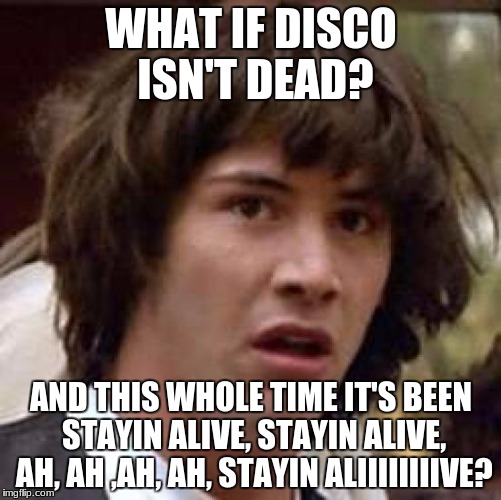 WHAT IF DISCO
ISN'T DEAD?
AND THIS WHOLE TIME IT'S BEEN
STAYIN ALIVE, STAYIN ALIVE,
AH, AH ,AH, AH, STAYIN ALIIIIIIIIVE?
imgflip.com